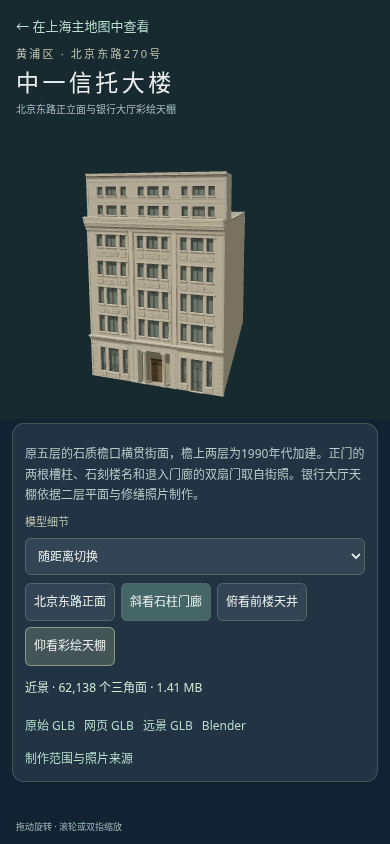 ← 在上海主地图中查看
黄浦区 · 北京东路270号
中一信托大楼
北京东路正立面与银行大厅彩绘天棚
原五层的石质檐口横贯街面，檐上两层为1990年代加建。正门的
两根槽柱、石刻楼名和退入门廊的双扇门取自街照。银行大厅天
棚依据二层平面与修缮照片制作。
模型细节
随距离切换
北京东路正面
斜看石柱门廊
俯看前楼天井
仰看彩绘天棚
近景 · 62,138 个三角面 · 1.41 MB
原始 GLB 网页 GLB 远景 GLB Blender
制作范围与照片来源
拖动旋转 · 滚轮或双指缩放